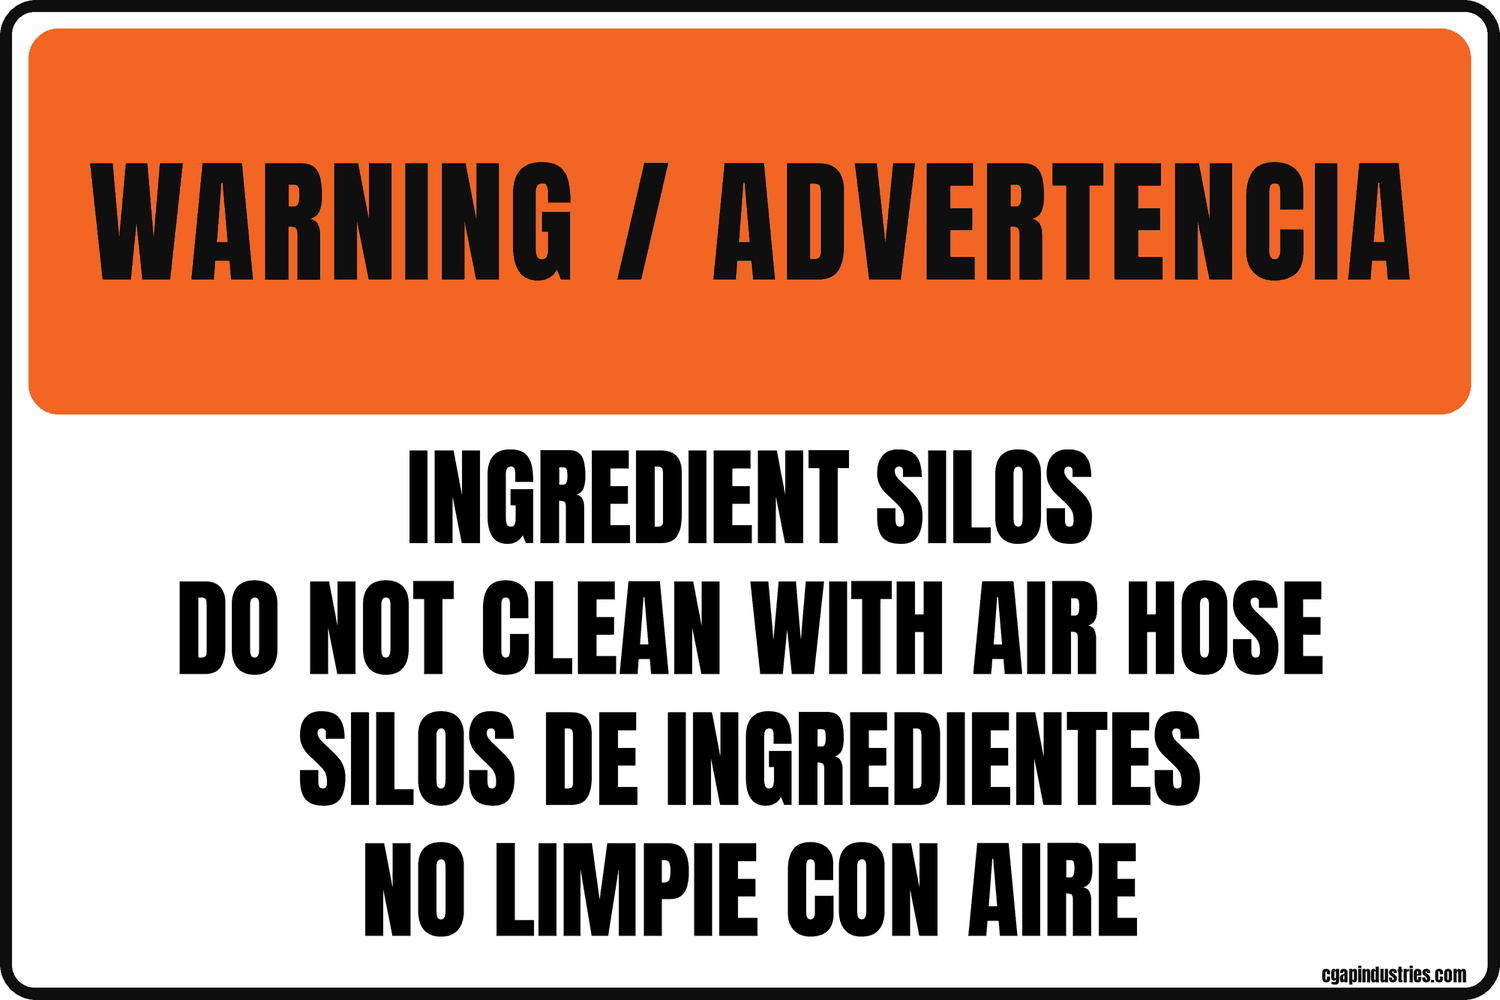 WARNING / ADVERTENCIA
INGREDIENT SILOS
DO NOT CLEAN WITH AIR HOSE
SILOS DE INGREDIENTES
NO LIMPIE CON AIRE
cgapindustries.com